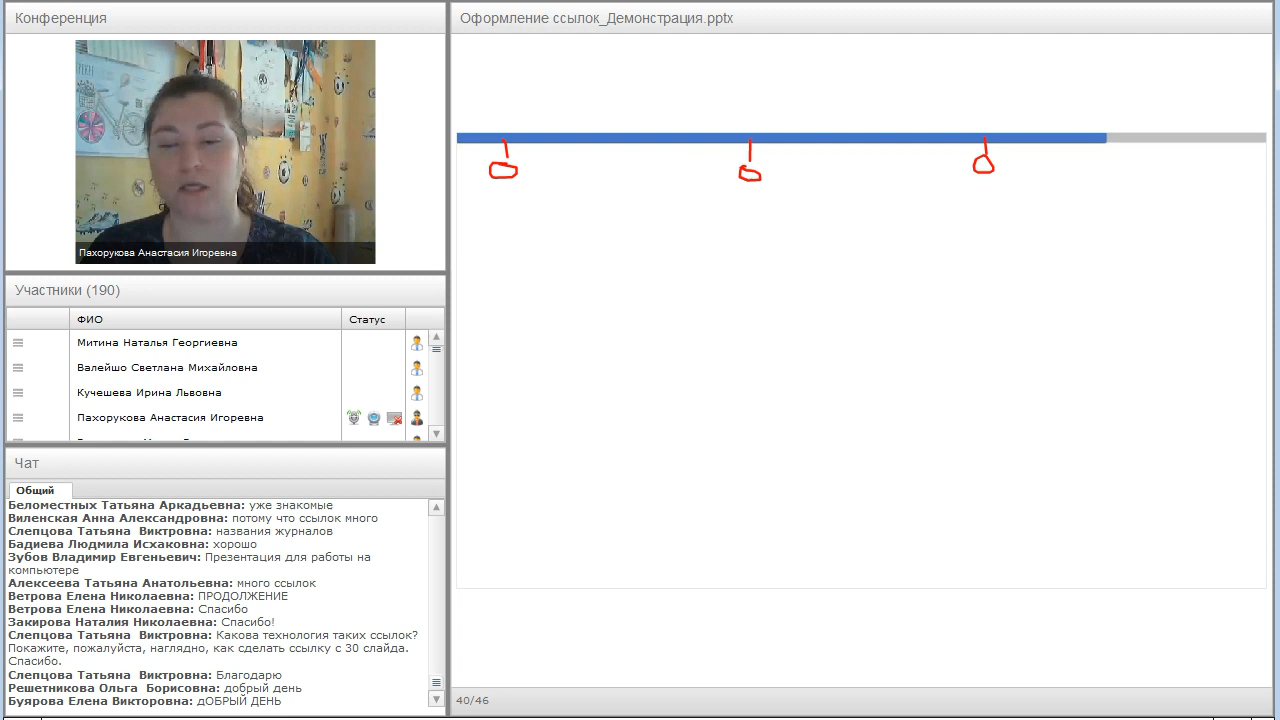 Конференция
Пахорукова Анастасия Игоревна
Участники (190)
ФИО
Статус
Митина Наталья Георгиевна
Валейшо Светлана Михайловна
Кучешева Ирина Львовна
Пахорукова Анастасия Игоревна
Чат
Общий
Беломестных Татьяна Аркадьевна: уже знакомые
Виленская Анна Александровна: потому что ссылок много
Слепцова Татьяна Виктровна: названия журналов
Бадиева Людмила Исхаковна: хорошо
Зубов Владимир Евгеньевич: Презентация для работы на
компьютере
Алексеева Татьяна Анатольевна: много ссылок
Ветрова Елена Николаевна: ПРОДОЛЖЕНИЕ
Ветрова Елена Николаевна: Спасибо
Закирова Наталия Николаевна: Спасибо!
Слепцова Татьяна Виктровна: Какова технология таких ссылок?
Покажите, пожалуйста, наглядно, как сделать ссылку с 30 слайда.
Спасибо.
Слепцова Татьяна Виктровна: Благодарю
Решетникова Ольга Борисовна: добрый день
Буярова Елена Викторовна: дОБРЫЙ ДЕНЬ
Оформление ссылок_Демонстрация.pptx
40/46